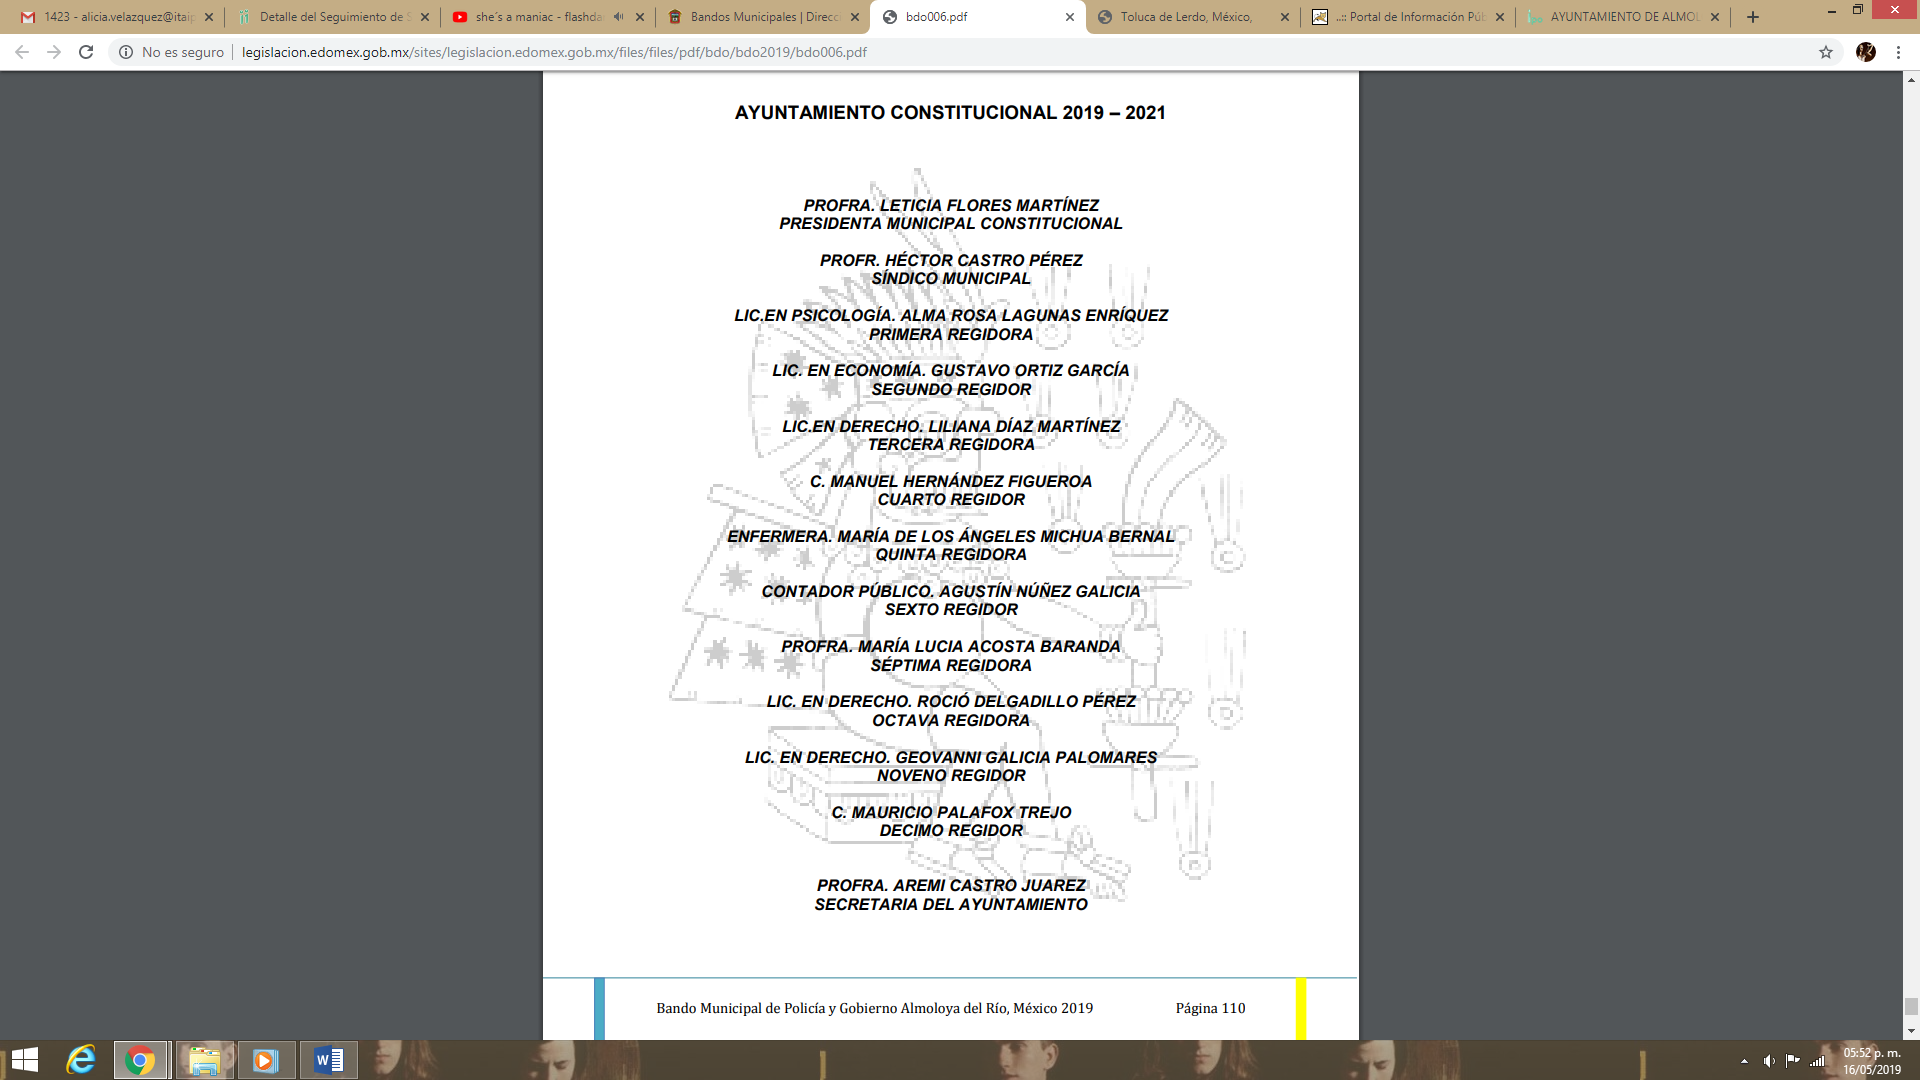 1423 - alicia.velazquez@itaip
Detalle del Seguimiento de S
she´s a maniac - flashda
Bandos Municipales | Direcc
bdo006.pdf
Toluca de Lerdo, México,
..:: Portal de Información Púb
AYUNTAMIENTO DE ALMOL
No es seguro
legislacion.edomex.gob.mx/sites/legislacion.edomex.gob.mx/files/files/pdf/bdo/bdo2019/bdo006.pdf
AYUNTAMIENTO CONSTITUCIONAL 2019 – 2021
PROFRA. LETICIA FLORES MARTÍNEZ
PRESIDENTA MUNICIPAL CONSTITUCIONAL
PROFR. HÉCTOR CASTRO PÉREZ
SÍNDICO MUNICIPAL
LIC.EN PSICOLOGÍA. ALMA ROSA LAGUNAS ENRÍQUEZ
PRIMERA REGIDORA
LIC. EN ECONOMÍA. GUSTAVO ORTIZ GARCÍA
SEGUNDO REGIDOR
LIC.EN DERECHO. LILIANA DÍAZ MARTÍNEZ
TERCERA REGIDORA
C. MANUEL HERNÁNDEZ FIGUEROA
CUARTO REGIDOR
ENFERMERA. MARÍA DE LOS ÁNGELES MICHUA BERNAL
QUINTA REGIDORA
CONTADOR PÚBLICO. AGUSTÍN NÚÑEZ GALICIA
SEXTO REGIDOR
PROFRA. MARÍA LUCIA ACOSTA BARANDA
SÉPTIMA REGIDORA
LIC. EN DERECHO. ROCIÓ DELGADILLO PÉREZ
OCTAVA REGIDORA
LIC. EN DERECHO. GEOVANNI GALICIA PALOMARES
NOVENO REGIDOR
C. MAURICIO PALAFOX TREJO
DECIMO REGIDOR
PROFRA. AREMI CASTRO JUAREZ
SECRETARIA DEL AYUNTAMIENTO
Bando Municipal de Policía y Gobierno Almoloya del Río, México 2019 Página 110
05:52 p. m.
16/05/2019